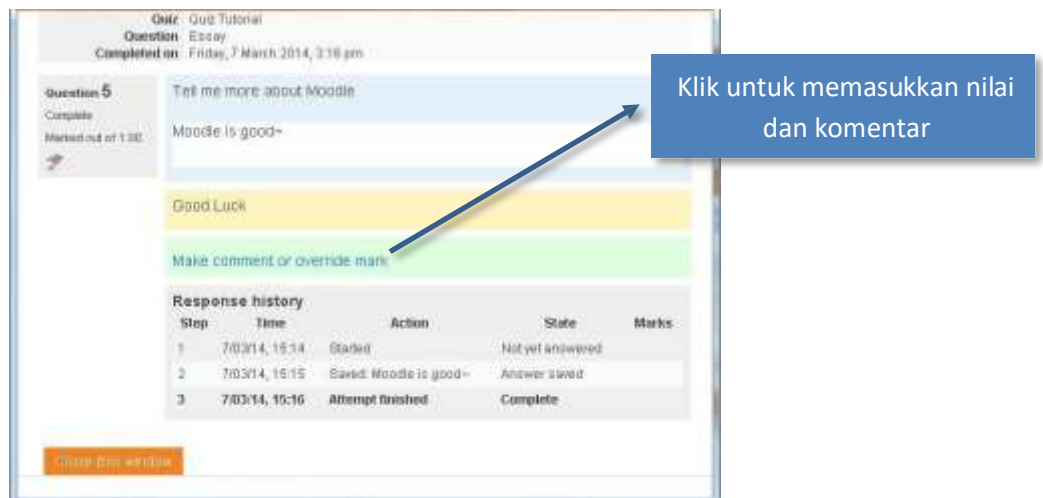 Quiz Quiz Tutorial
Question Essay
Completed on Friday, 7 March 2014, 3:16 pm
Question 5
Complete
Marked out of 1.00
Tell me more about Moodle
Moodle is good~
Good Luck
Make comment or override mark
Response history
Step Time Action State Marks
1 7/03/14, 15:14 Started Not yet answered
2 7/03/14, 15:15 Saved: Moodle is good~ Answer saved
3 7/03/14, 15:16 Attempt finished Complete
Close this window
Klik untuk memasukkan nilai
dan komentar